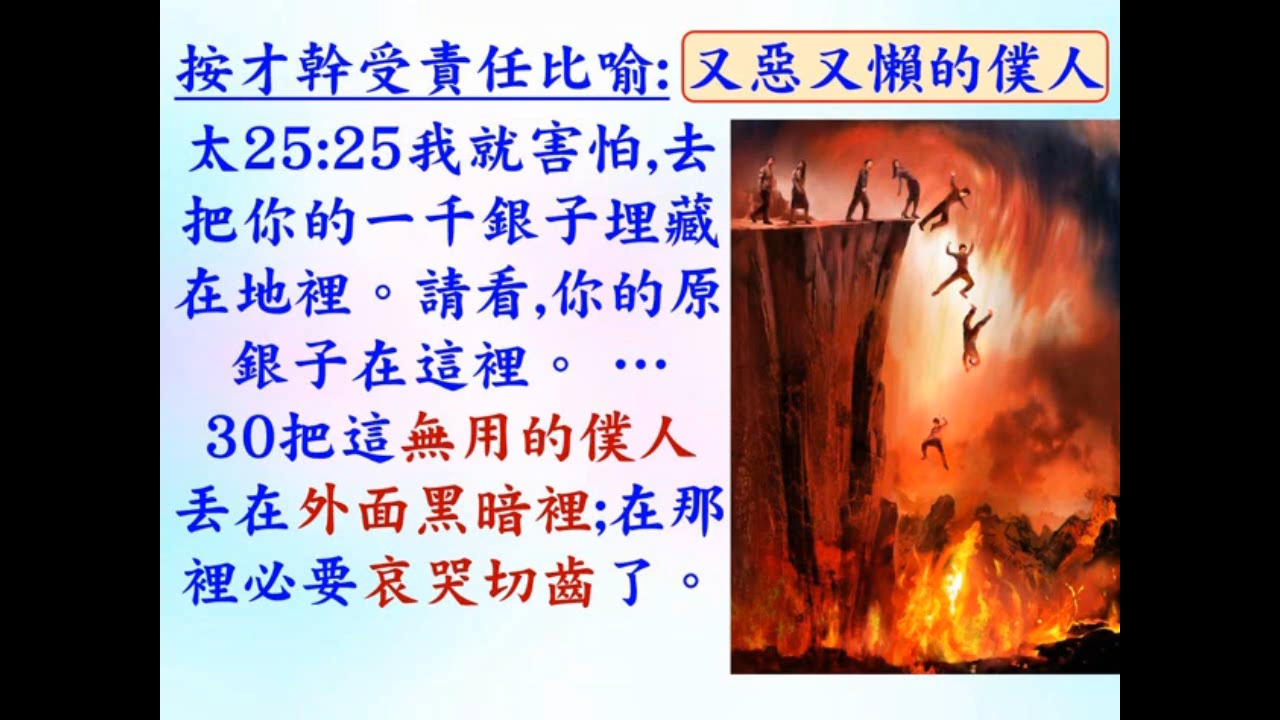 按才幹受責任比喻: 又惡又懶的僕人
太25:25我就害怕,去
把你的一千銀子埋藏
在地裡。請看,你的原
銀子在這裡。 …
30把這無用的僕人
丟在外面黑暗裡;在那
裡必要哀哭切齒了。